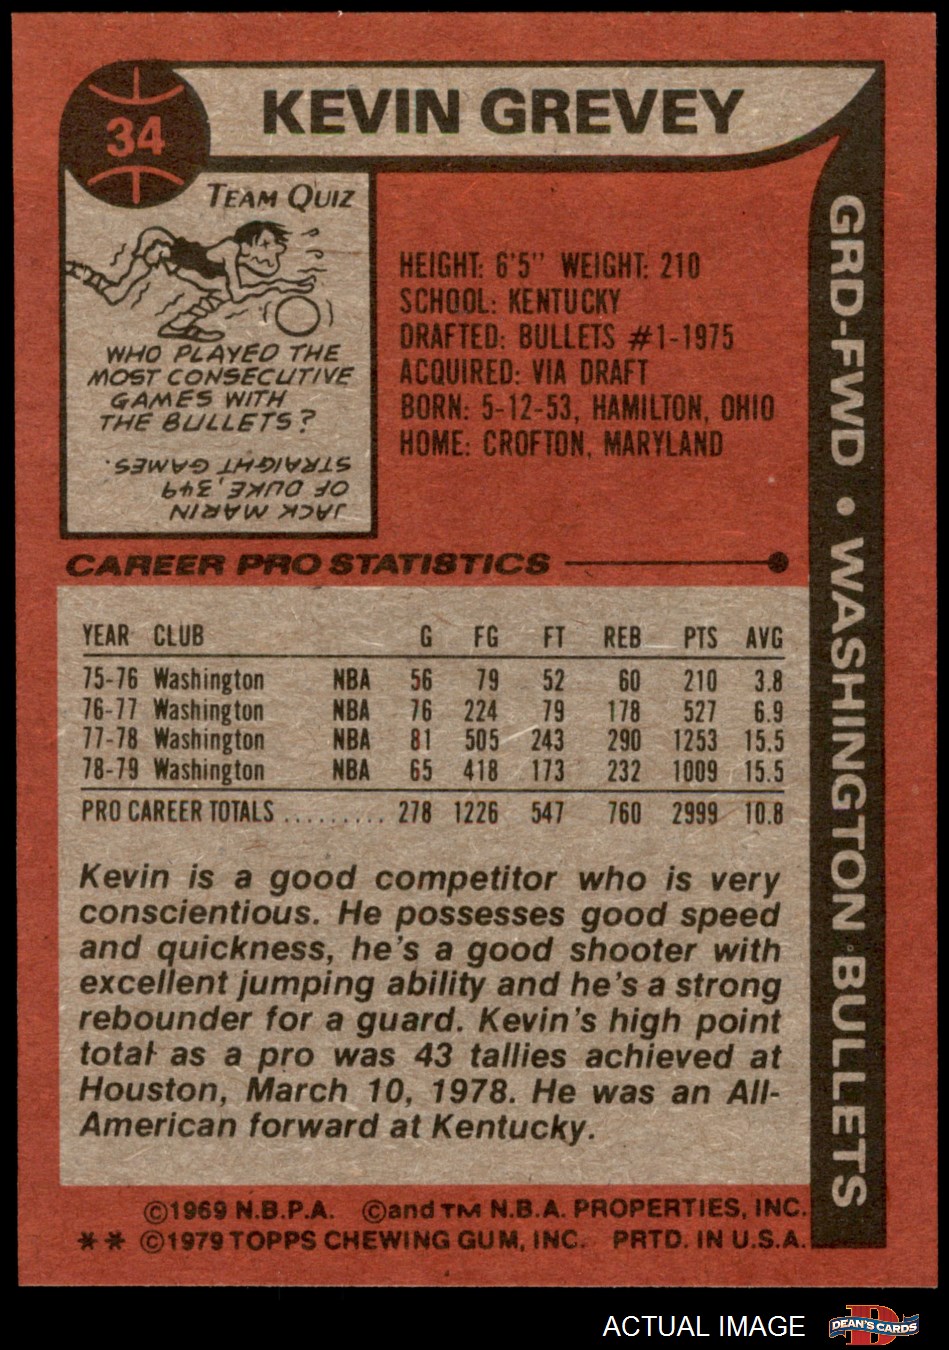 34
KEVIN GREVEY
TEAM QUIZ
WHO PLAYED THE
MOST CONSECUTIVE
GAMES WITH
THE BULLETS?
JACK MARIN
OF DUKE, 349
STRAIGHT GAMES.
HEIGHT: 6'5" WEIGHT: 210
SCHOOL: KENTUCKY
DRAFTED: BULLETS #1-1975
ACQUIRED: VIA DRAFT
BORN: 5-12-53, HAMILTON, OHIO
HOME: CROFTON, MARYLAND
GRD-FWD • WASHINGTON BULLETS
CAREER PRO STATISTICS
YEAR CLUB G FG FT REB PTS AVG
75-76 Washington NBA 56 79 52 60 210 3.8
76-77 Washington NBA 76 224 79 178 527 6.9
77-78 Washington NBA 81 505 243 290 1253 15.5
78-79 Washington NBA 65 418 173 232 1009 15.5
PRO CAREER TOTALS ......... 278 1226 547 760 2999 10.8
Kevin is a good competitor who is very
conscientious. He possesses good speed
and quickness, he's a good shooter with
excellent jumping ability and he's a strong
rebounder for a guard. Kevin's high point
total as a pro was 43 tallies achieved at
Houston, March 10, 1978. He was an All-
American forward at Kentucky.
©1969 N.B.P.A. ©and TM N.B.A. PROPERTIES, INC.
** ©1979 TOPPS CHEWING GUM, INC. PRTD. IN U.S.A.
ACTUAL IMAGE
DEAN'S CARDS